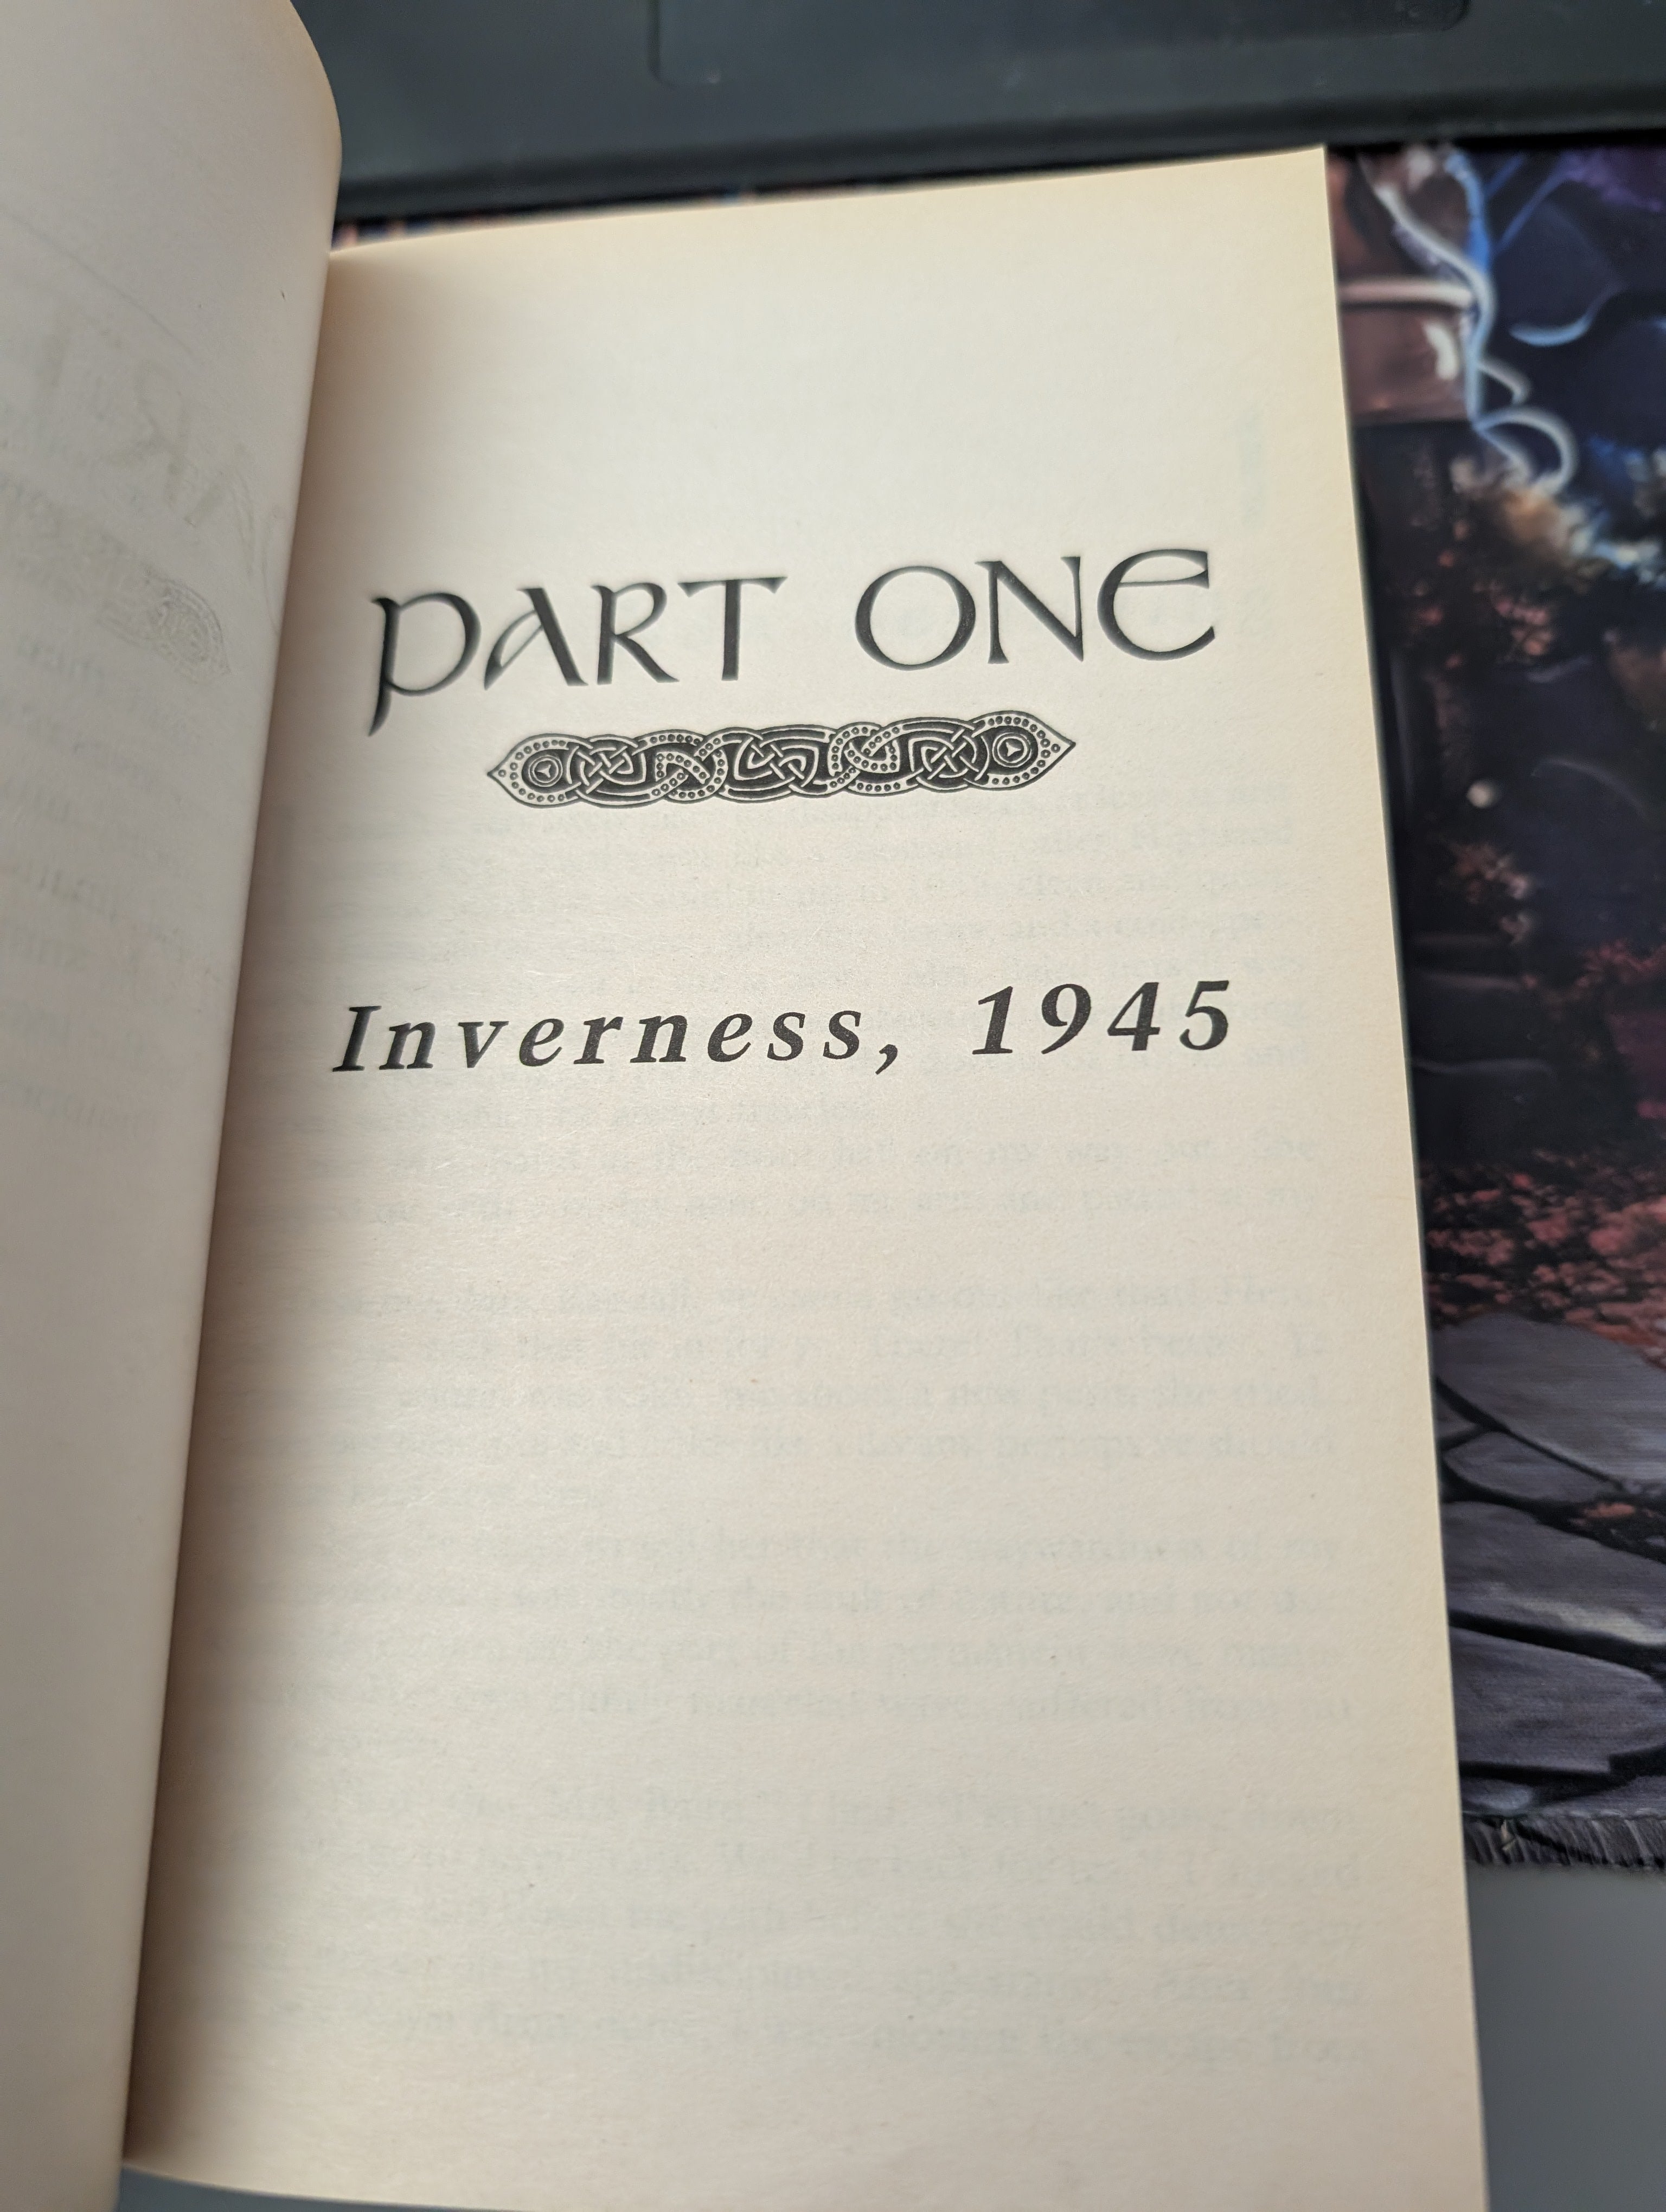 PART ONE
Inverness, 1945